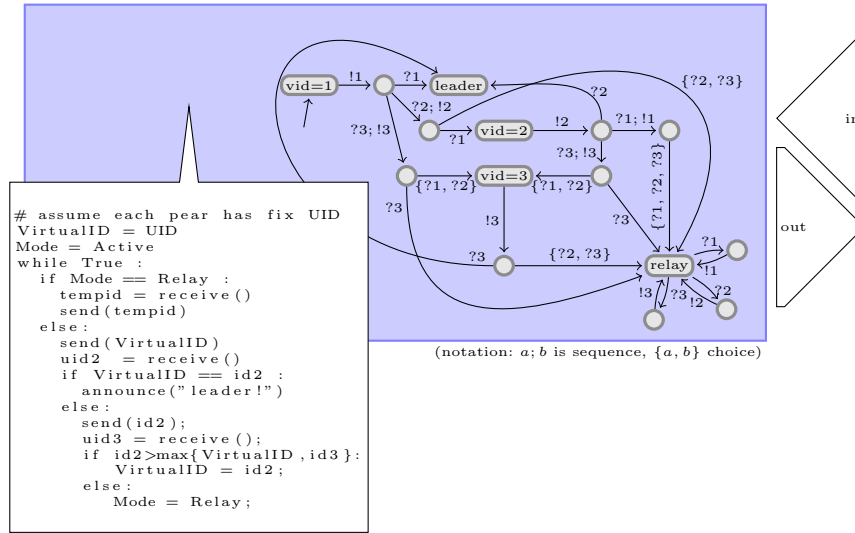 vid=1
!1
?1
leader
?2; !2
?2
{?2, ?3}
?3; !3
?1
vid=2
!2
?1; !1
?3; !3
{?1, ?2, ?3}
{?1, ?2}
vid=3
{?1, ?2}
?3
!3
?3
?3
{?2, ?3}
relay
?1
!1
!3
?3
?2
!2
in
out
(notation: a; b is sequence, {a, b} choice)
# assume each pear has fix UID
VirtualID = UID
Mode = Active
while True :
if Mode == Relay :
tempid = receive()
send(tempid)
else:
send(VirtualID)
uid2 = receive()
if VirtualID == id2 :
announce("leader!")
else:
send(id2);
uid3 = receive();
if id2>max{VirtualID,id3}:
VirtualID = id2;
else:
Mode = Relay;